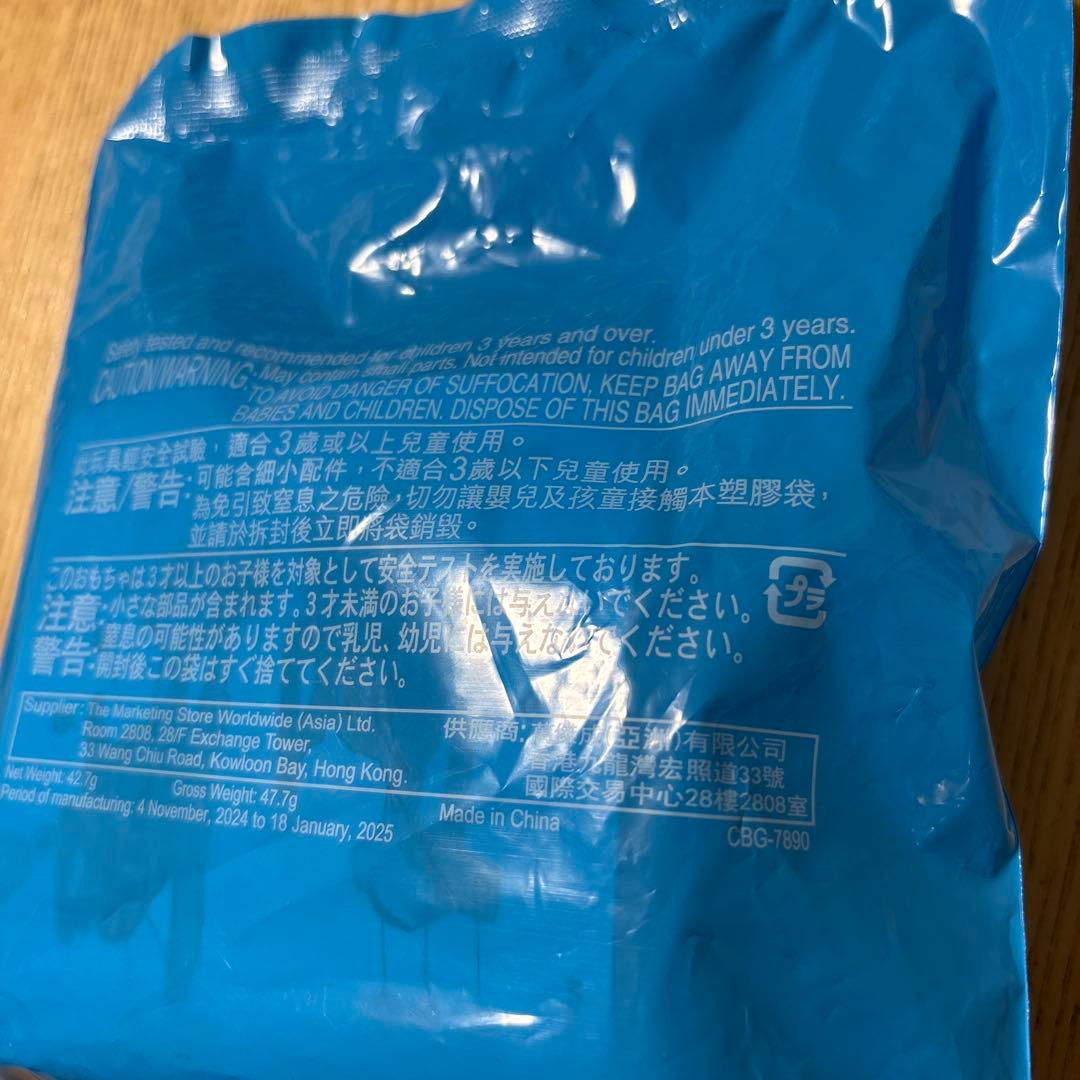 Safety tested and recommended for children 3 years and over.
CAUTION/WARNING: May contain small parts. Not intended for children under 3 years.
TO AVOID DANGER OF SUFFOCATION, KEEP BAG AWAY FROM
BABIES AND CHILDREN. DISPOSE OF THIS BAG IMMEDIATELY.
此玩具經安全試驗，適合3歲或以上兒童使用。
注意/警告:可能含細小配件，不適合3歲以下兒童使用。
為免引致窒息之危險，切勿讓嬰兒及孩童接觸本塑膠袋，
並請於拆封後立即將袋銷毀。
このおもちゃは3才以上のお子様を対象として安全テストを実施しております。
注意:小さな部品が含まれます。3才未満のお子様には与えないでください。
警告:窒息の可能性がありますので乳児、幼児には与えないでください。
開封後この袋はすぐ捨ててください。
プラ
Supplier: The Marketing Store Worldwide (Asia) Ltd.
Room 2808, 28/F Exchange Tower,
33 Wang Chiu Road, Kowloon Bay, Hong Kong.
供應商: (亞洲)有限公司
香港九龍灣宏照道33號
國際交易中心28樓2808室
Net Weight: 42.7g Gross Weight: 47.7g
Period of manufacturing: 4 November, 2024 to 18 January, 2025
Made in China
CBG-7890